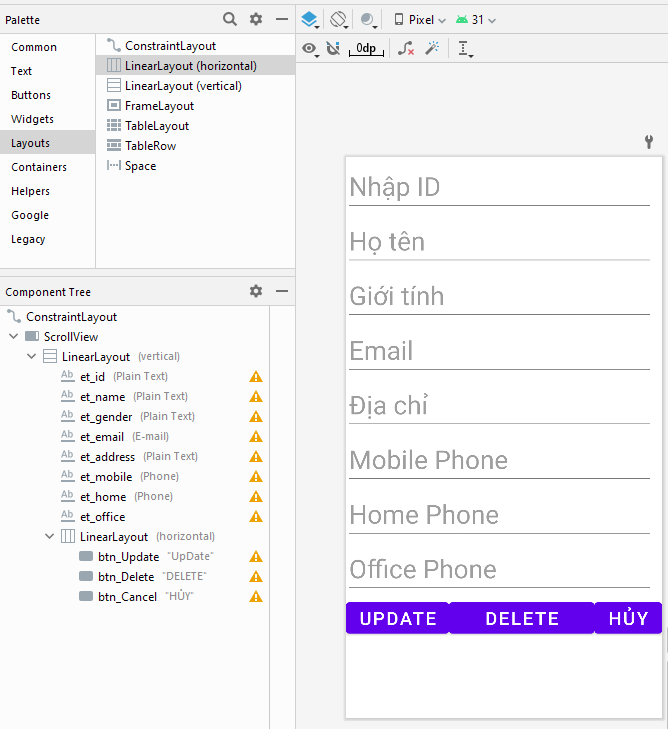 Palette
Common
Text
Buttons
Widgets
Layouts
Containers
Helpers
Google
Legacy
ConstraintLayout
LinearLayout (horizontal)
LinearLayout (vertical)
FrameLayout
TableLayout
TableRow
Space
Component Tree
ConstraintLayout
ScrollView
LinearLayout (vertical)
Ab et_id (Plain Text)
Ab et_name (Plain Text)
Ab et_gender (Plain Text)
Ab et_email (E-mail)
Ab et_address (Plain Text)
Ab et_mobile (Phone)
Ab et_home (Phone)
Ab et_office
LinearLayout (horizontal)
btn_Update "UpDate"
btn_Delete "DELETE"
btn_Cancel "HỦY"
Pixel 31
0dp
Nhập ID
Họ tên
Giới tính
Email
Địa chỉ
Mobile Phone
Home Phone
Office Phone
UPDATE DELETE HỦY